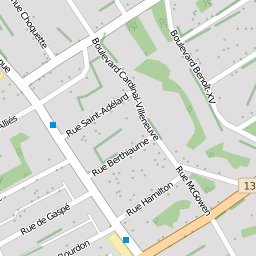 ue Choquette
Boulevard Benoît-XV
Boulevard Cardinal-Villeneuve
Rue Saint-Adélard
Alliés
Rue Berthiaume
Rue McGowen
13
Rue Hamilton
Rue de Gaspé
Bourdon